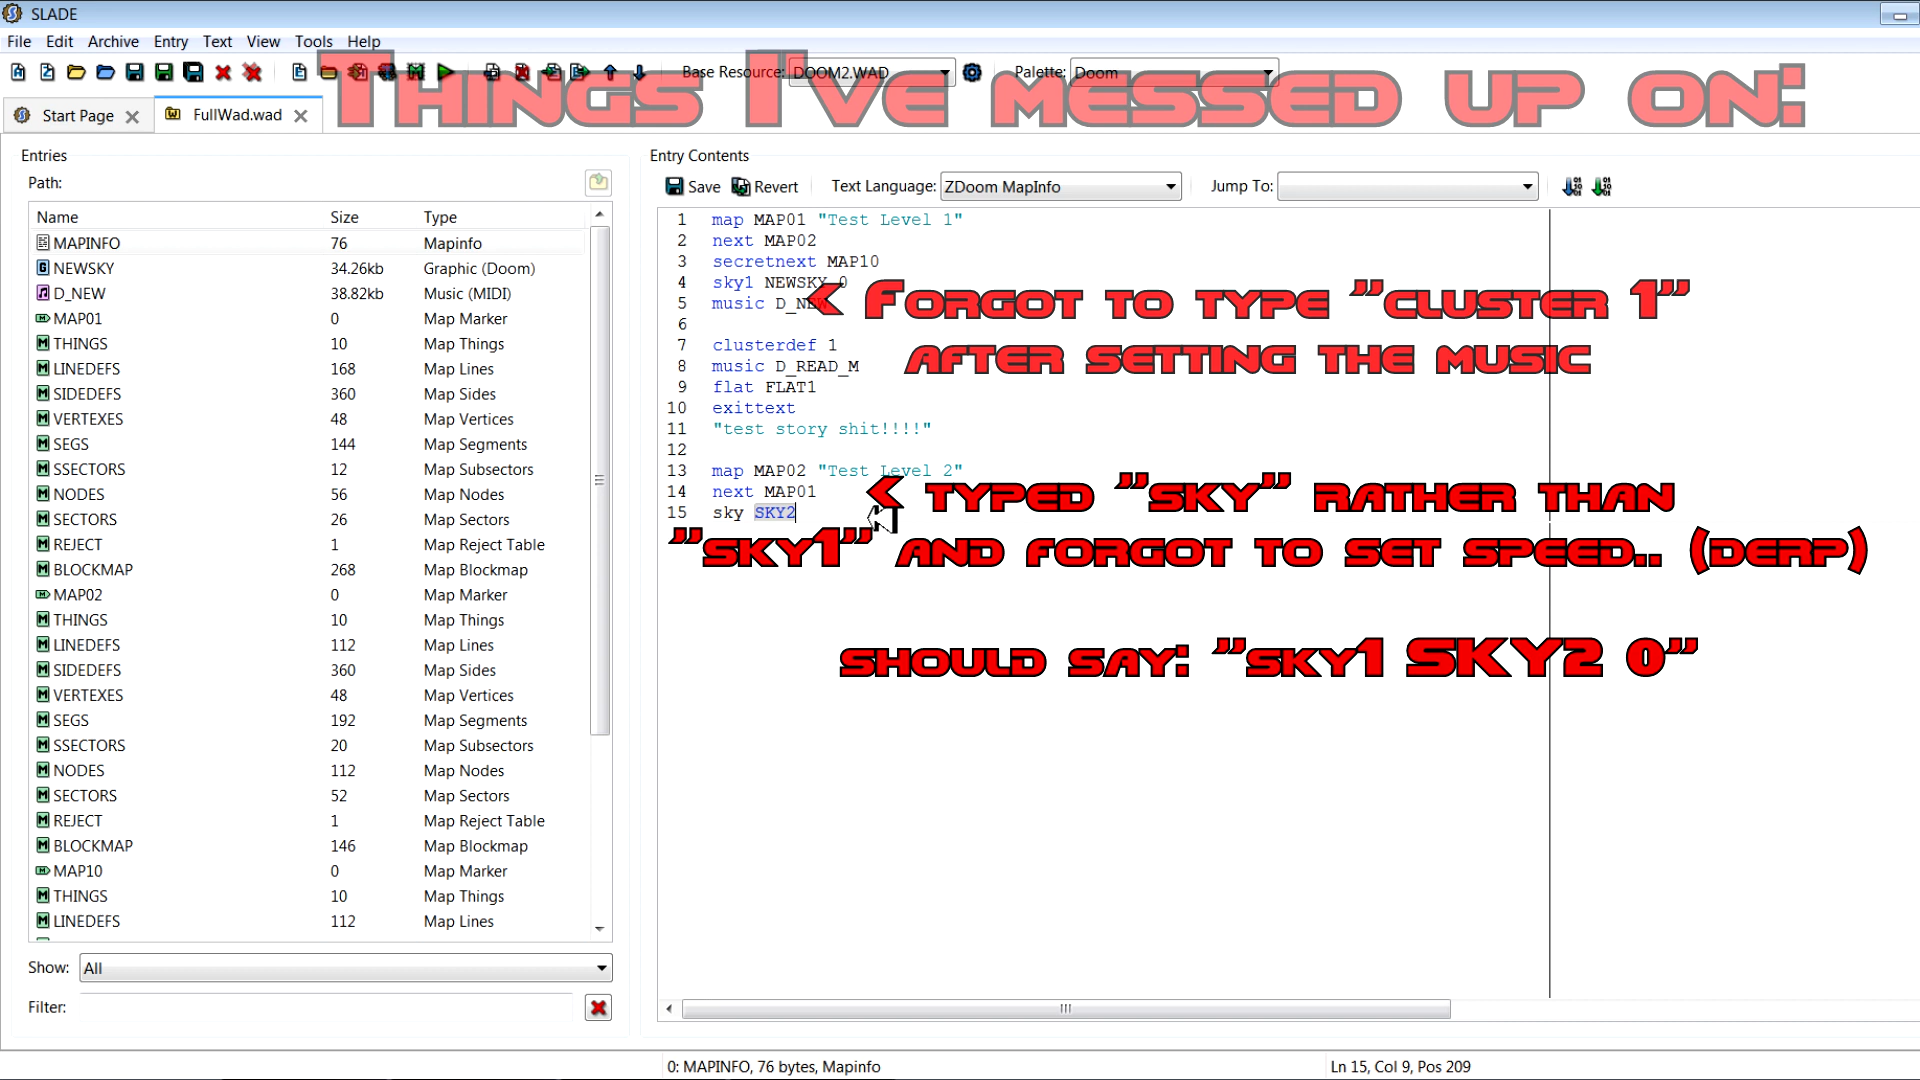 SLADE
File Edit Archive Entry Text View Tools Help
Base Resource: DOOM2.WAD Palette: Doom
Things I've messed up on:
Start Page FullWad.wad
Entries
Path:
Name Size Type
MAPINFO 76 Mapinfo
NEWSKY 34.26kb Graphic (Doom)
D_NEW 38.82kb Music (MIDI)
MAP01 0 Map Marker
THINGS 10 Map Things
LINEDEFS 168 Map Lines
SIDEDEFS 360 Map Sides
VERTEXES 48 Map Vertices
SEGS 144 Map Segments
SSECTORS 12 Map Subsectors
NODES 56 Map Nodes
SECTORS 26 Map Sectors
REJECT 1 Map Reject Table
BLOCKMAP 268 Map Blockmap
MAP02 0 Map Marker
THINGS 10 Map Things
LINEDEFS 112 Map Lines
SIDEDEFS 360 Map Sides
VERTEXES 48 Map Vertices
SEGS 192 Map Segments
SSECTORS 20 Map Subsectors
NODES 112 Map Nodes
SECTORS 52 Map Sectors
REJECT 1 Map Reject Table
BLOCKMAP 146 Map Blockmap
MAP10 0 Map Marker
THINGS 10 Map Things
LINEDEFS 112 Map Lines
Show: All
Filter:
Entry Contents
Save Revert Text Language: ZDoom MapInfo Jump To:
1 map MAP01 "Test Level 1"
2 next MAP02
3 secretnext MAP10
4 sky1 NEWSKY 0
5 music D_NEW
6
7 clusterdef 1
8 music D_READ_M
9 flat FLAT1
10 exittext
11 "test story shit!!!!"
12
13 map MAP02 "Test Level 2"
14 next MAP01
15 sky SKY2
< Forgot to type "cluster 1"
after setting the music
< typed "sky" rather than
"sky1" and forgot to set speed.. (derp)
should say: "sky1 SKY2 0"
0: MAPINFO, 76 bytes, Mapinfo
Ln 15, Col 9, Pos 209